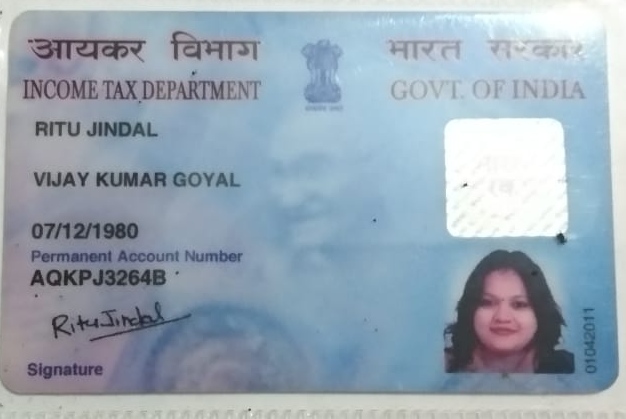 आयकर विभाग भारत सरकार
INCOME TAX DEPARTMENT GOVT. OF INDIA
RITU JINDAL
VIJAY KUMAR GOYAL
07/12/1980
Permanent Account Number
AQKPJ3264B
Ritu Jindal
Signature
01042011